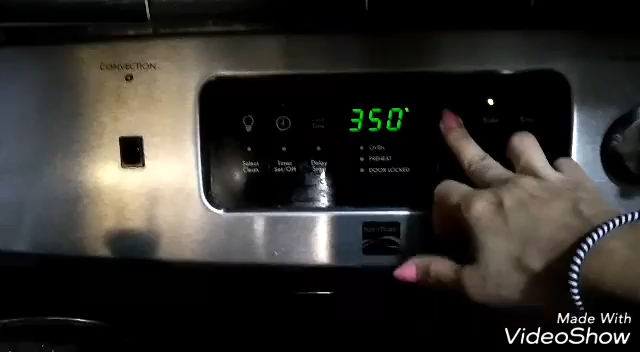 CONVECTION
350°
OVEN
PREHEAT
DOOR LOCKED
Select
Clean
Timer
Set/Off
Delay
Made With
VideoShow